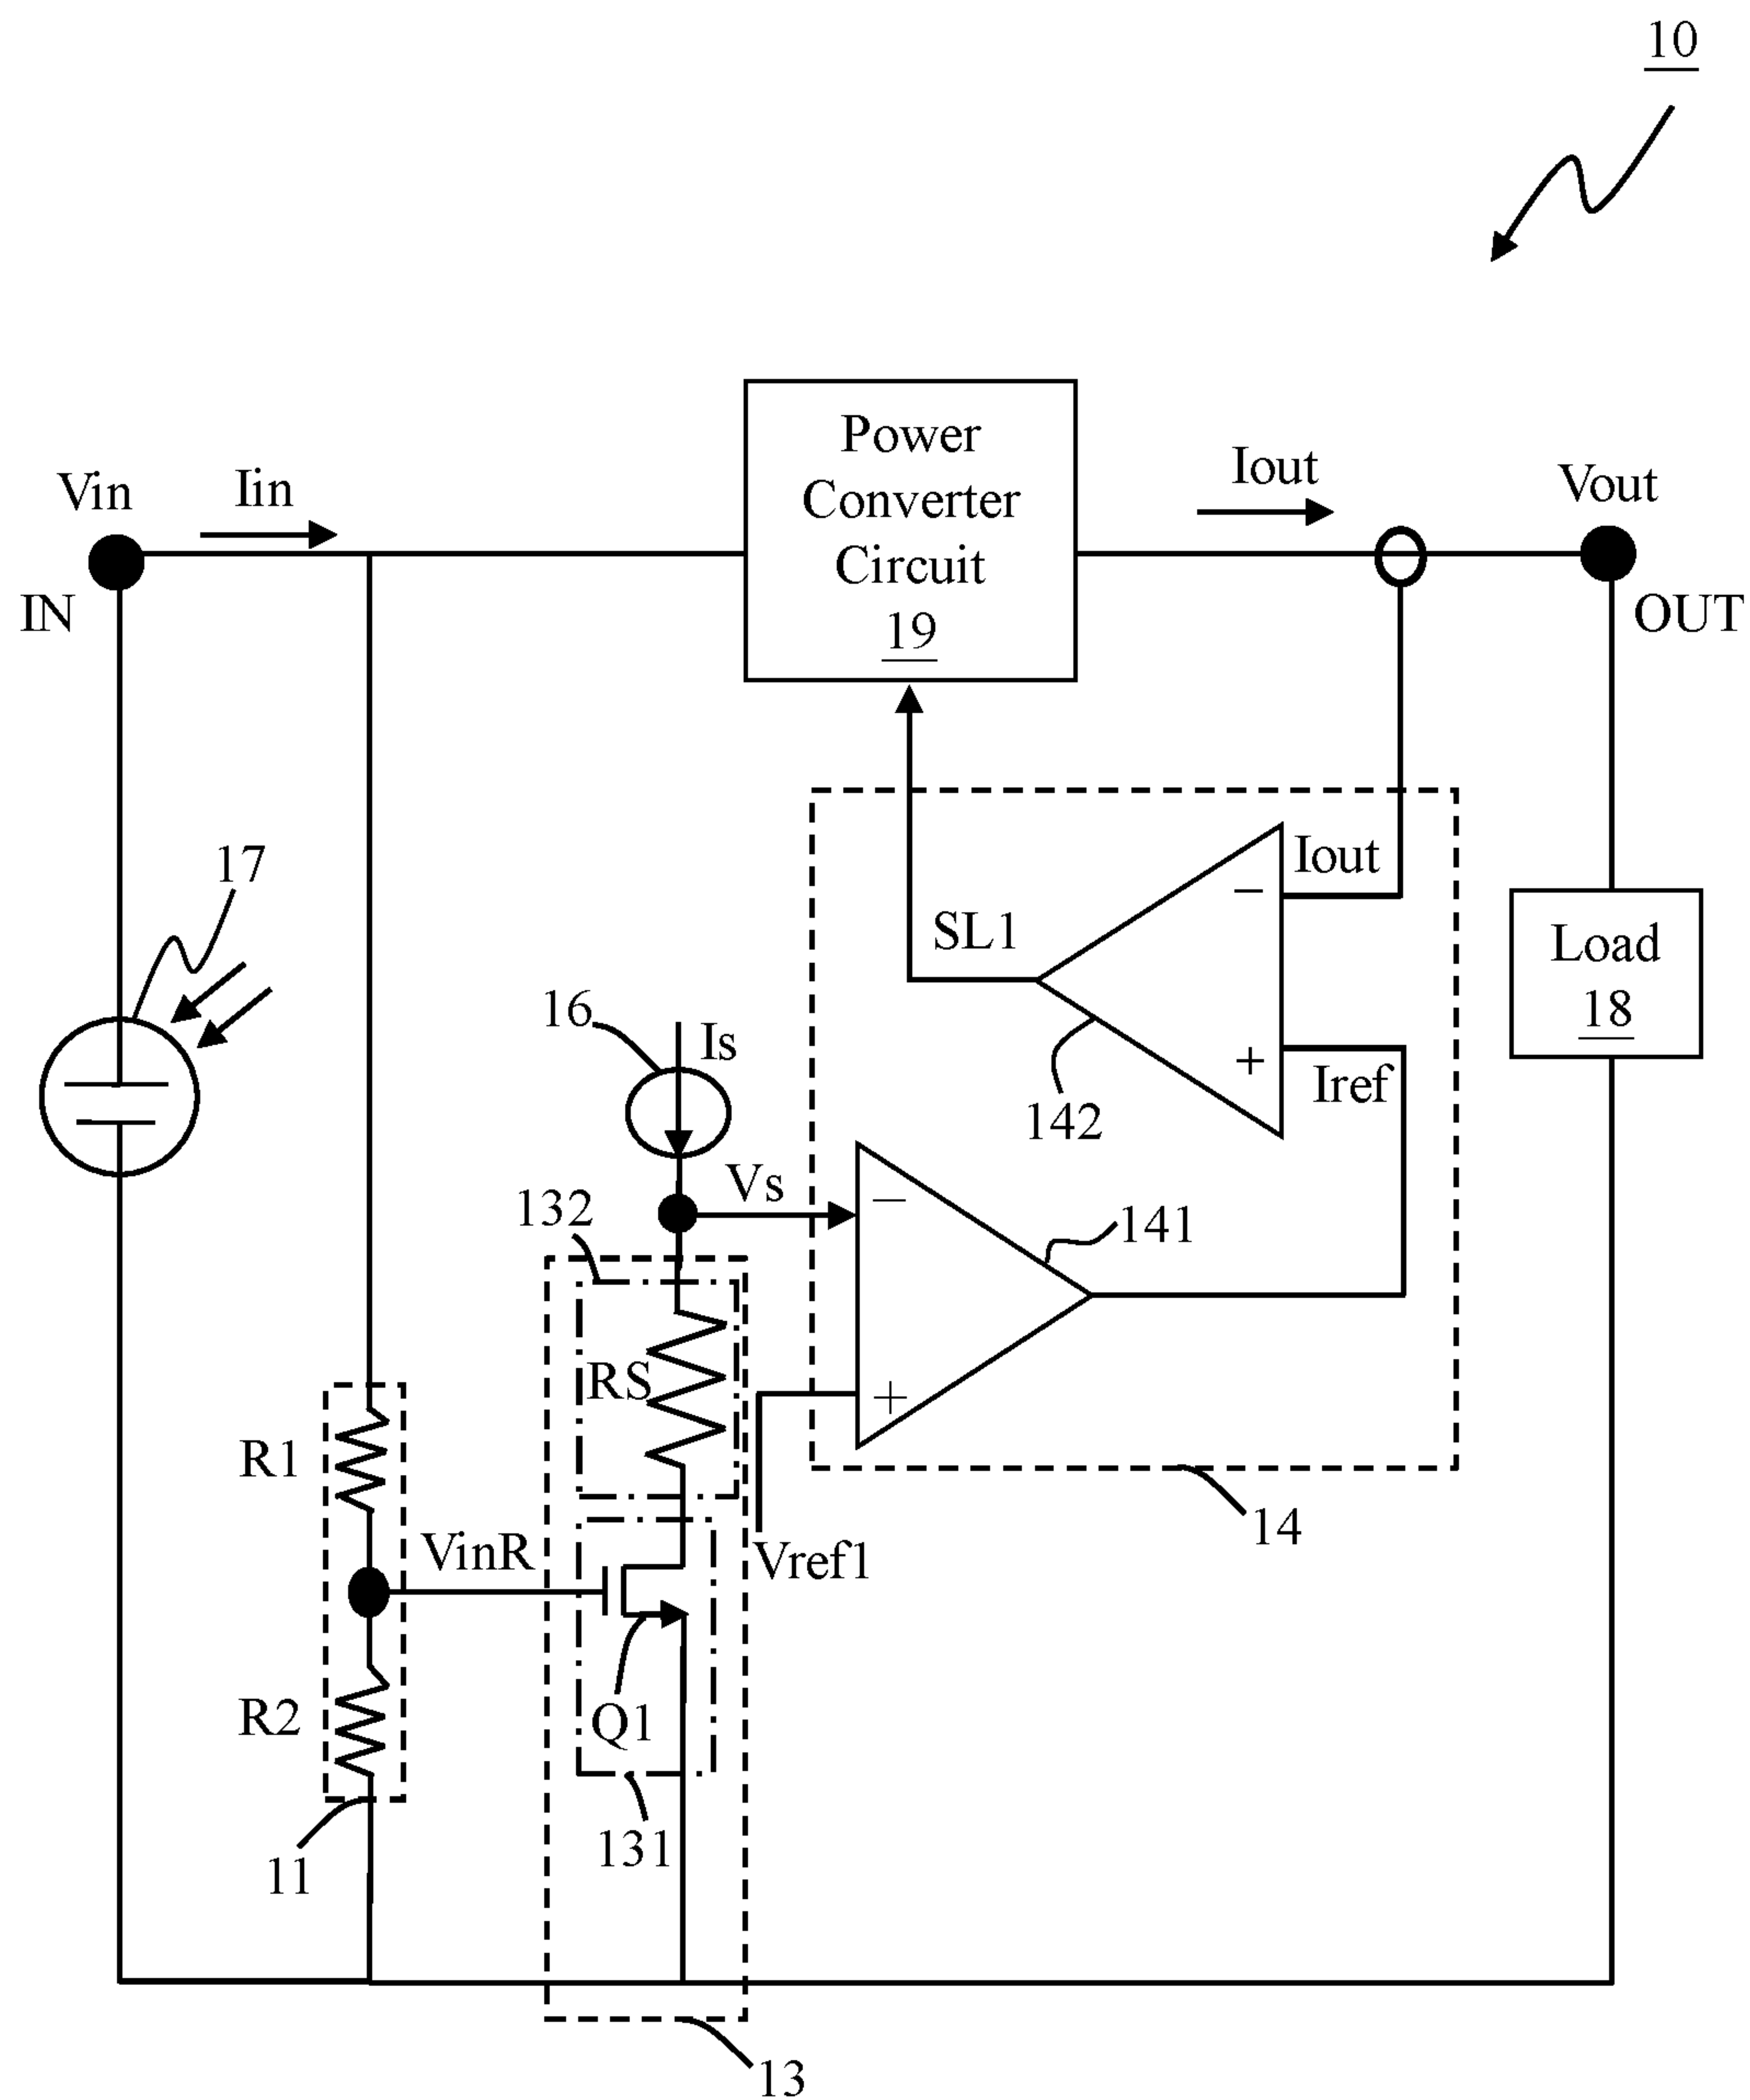 10
Power
Converter
Circuit
19
Vin
Iin
Iout
Vout
IN
OUT
17
Iout
−
SL1
Load
18
16
Is
+
Iref
142
132
Vs
−
141
RS
+
R1
14
VinR
Vref1
R2
Q1
131
11
13